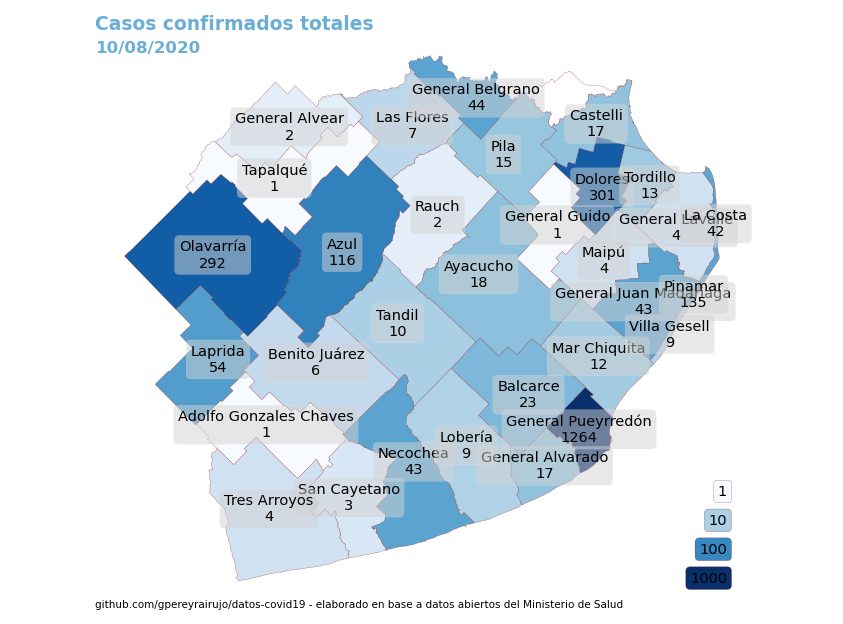 Casos confirmados totales
10/08/2020
General Belgrano
44
General Alvear
2
Las Flores
7
Castelli
17
Pila
15
Tapalqué
1
Dolores
301
Tordillo
13
Rauch
2
General Guido
1
General Lavalle
4
La Costa
42
Olavarría
292
Azul
116
Maipú
4
Ayacucho
18
General Juan Madariaga
43
Pinamar
135
Tandil
10
Villa Gesell
9
Laprida
54
Benito Juárez
6
Mar Chiquita
12
Balcarce
23
Adolfo Gonzales Chaves
1
General Pueyrredón
1264
Necochea
43
Lobería
9
General Alvarado
17
San Cayetano
3
Tres Arroyos
4
1
10
100
1000
github.com/gpereyrairujo/datos-covid19 - elaborado en base a datos abiertos del Ministerio de Salud